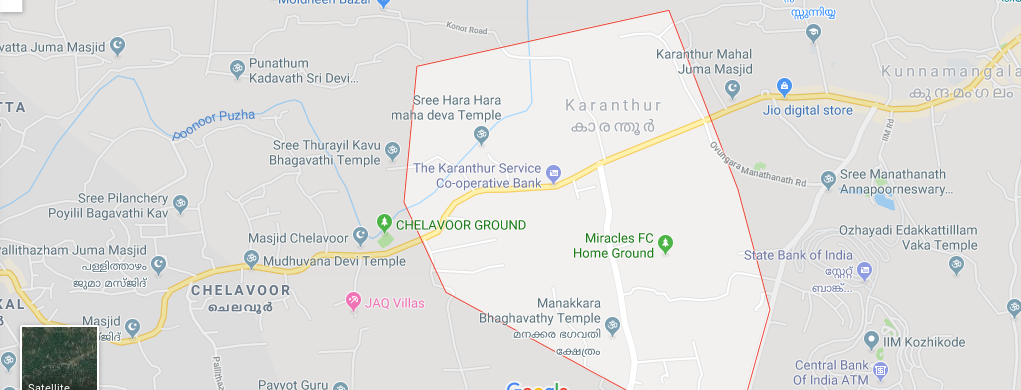 Moldheen Bazar
Konot Road
സ്സുന്നിയ്യ
vatta Juma Masjid
Punathum
Kadavath Sri Devi...
Karanthur Mahal
Juma Masjid
Kunnamangala
കുന്ദമംഗലം
Sree Hara Hara
maha deva Temple
Karanthur
കാരന്തൂർ
Jio digital store
TTA
Poonoor Puzha
IIM Rd
Sree Thurayil Kavu
Bhagavathi Temple
The Karanthur Service
Co-operative Bank
Ovungara Manathanath Rd
Sree Manathanath
Annapoorneswary...
Sree Pilanchery
Poyilil Bagavathi Kav
CHELAVOOR GROUND
Masjid Chelavoor
Miracles FC
Home Ground
Ozhayadi Edakkattilllam
Vaka Temple
Pallithazham Juma Masjid
പള്ളിത്താഴം
ജുമാ മസ്ജിദ്
Mudhuvana Devi Temple
State Bank of India
സ്റ്റേറ്റ്
ബാങ്ക്...
CHELAVOOR
ചെലവൂർ
JAQ Villas
Manakkara
Bhaghavathy Temple
മനക്കര ഭഗവതി
ക്ഷേത്രം
KAL
Masjid
ജിദ്
IIM Kozhikode
Central Bank
Of India ATM
Pallithaz
Satellite
Pavvot Guru
Google